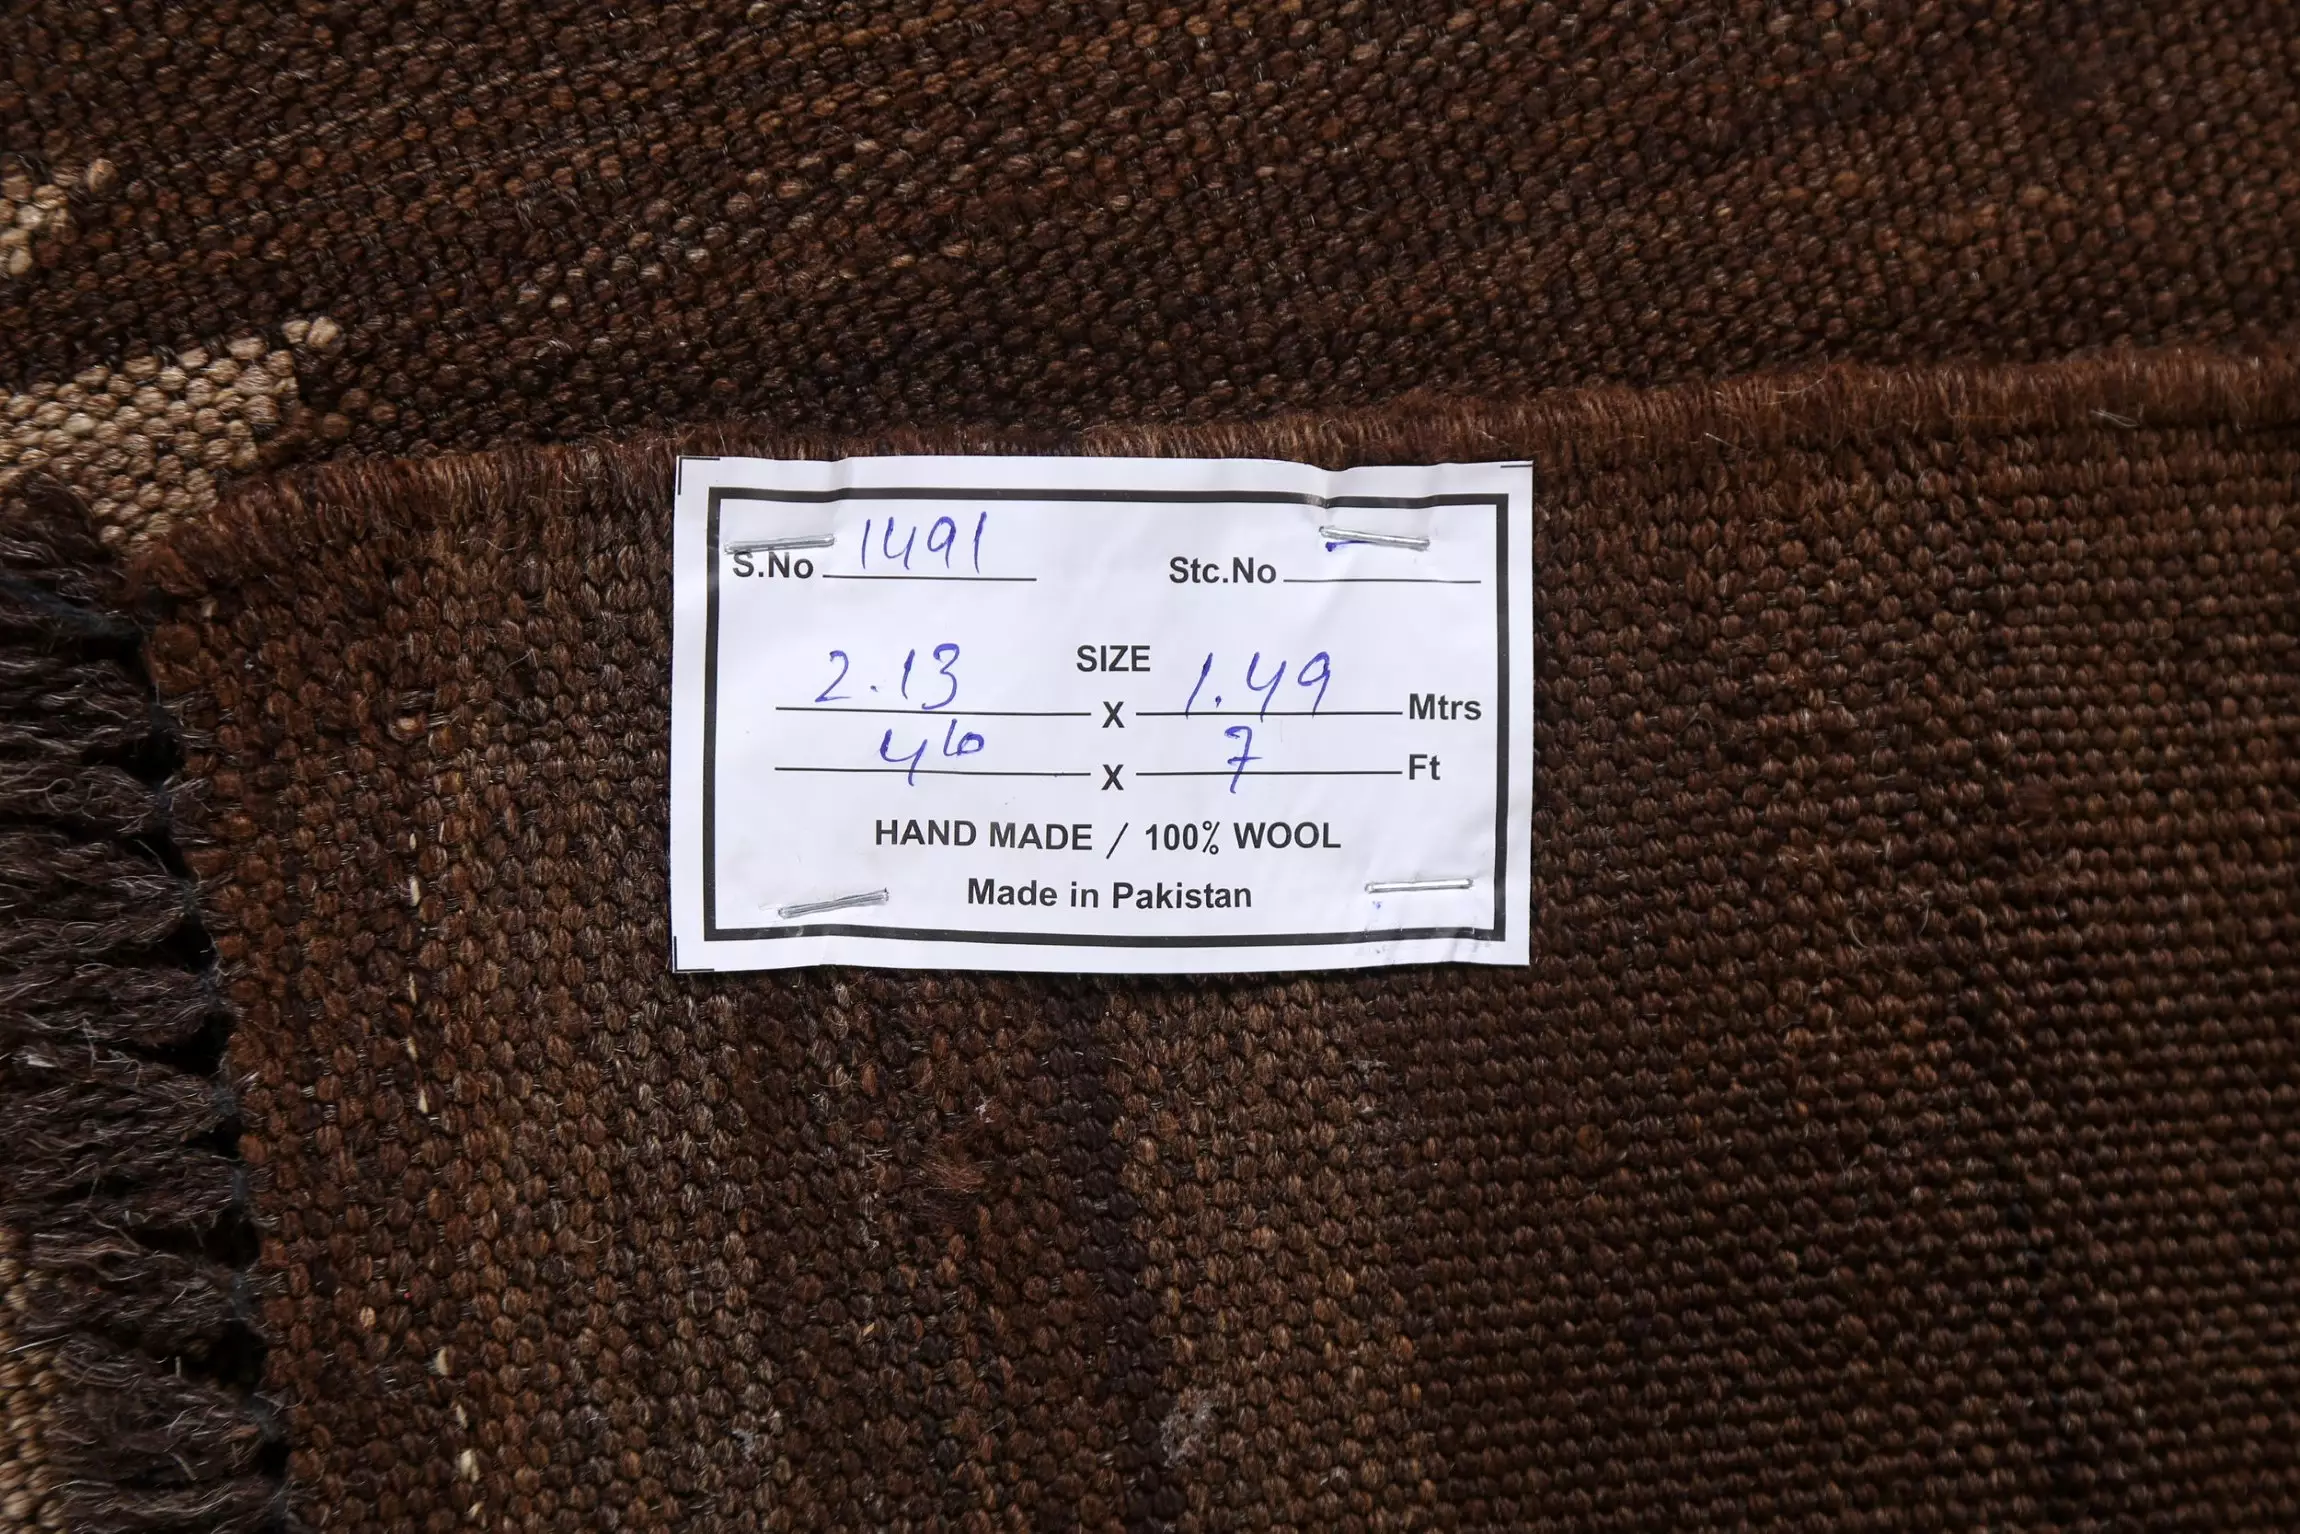 S.No 1491 Stc.No -
SIZE
2.13 X 1.49 Mtrs
4 10 X 7 Ft
HAND MADE / 100% WOOL
Made in Pakistan